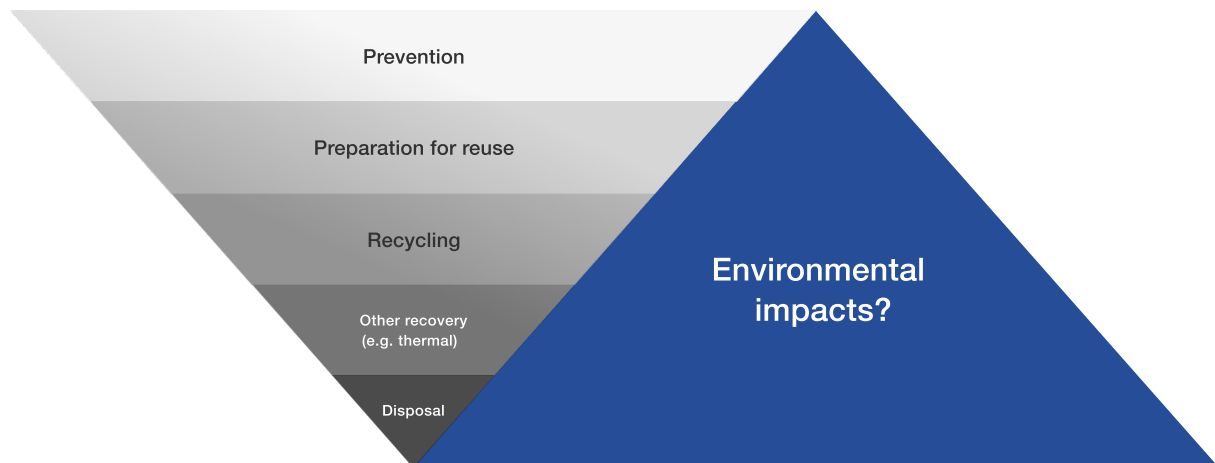 Prevention
Preparation for reuse
Recycling
Other recovery
(e.g. thermal)
Disposal
Environmental
impacts?